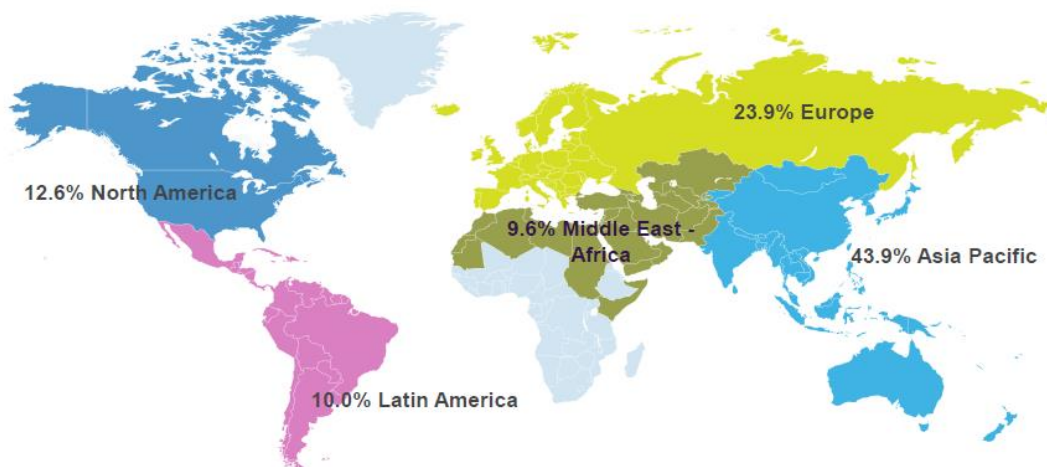 23.9% Europe
12.6% North America
9.6% Middle East -
Africa
43.9% Asia Pacific
10.0% Latin America